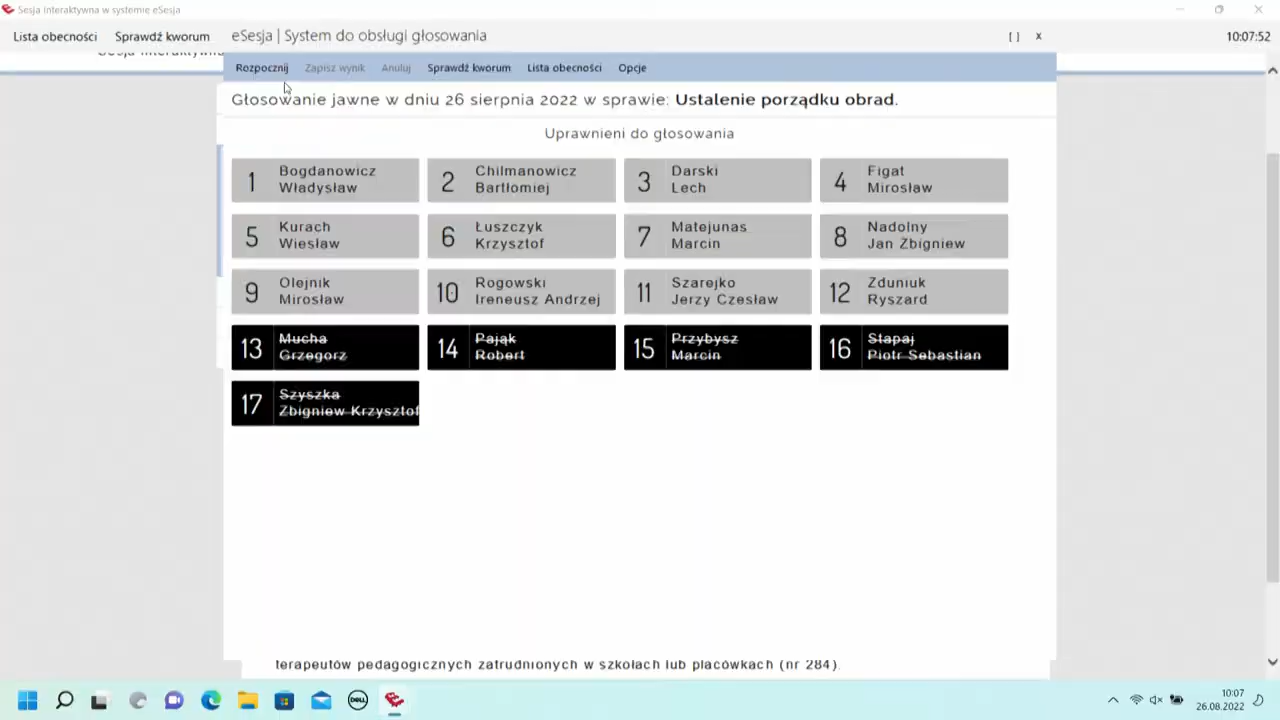 Sesja Interaktywna w systemie eSesja
Lista obecności Sprawdź kworum eSesja | System do obsługi głosowania [ ] x 10:07:52
Rozpocznij Zapisz wynik Anuluj Sprawdź kworum Lista obecności Opcje
Głosowanie jawne w dniu 26 sierpnia 2022 w sprawie: Ustalenie porządku obrad.
Uprawnieni do głosowania
1 Bogdanowicz Władysław
2 Chilmanowicz Bartłomiej
3 Darski Lech
4 Figat Mirosław
5 Kurach Wiesław
6 Łuszczyk Krzysztof
7 Matejunas Marcin
8 Nadolny Jan Zbigniew
9 Olejnik Mirosław
10 Rogowski Ireneusz Andrzej
11 Szarejko Jerzy Czesław
12 Zduniuk Ryszard
13 Mucha Grzegorz
14 Pająk Robert
15 Przybysz Marcin
16 Stapaj Piotr Sebastian
17 Szyszka Zbigniew Krzysztof
terapeutów pedagogicznych zatrudnionych w szkołach lub placówkach (nr 284).
DELL
10:07
26.08.2022